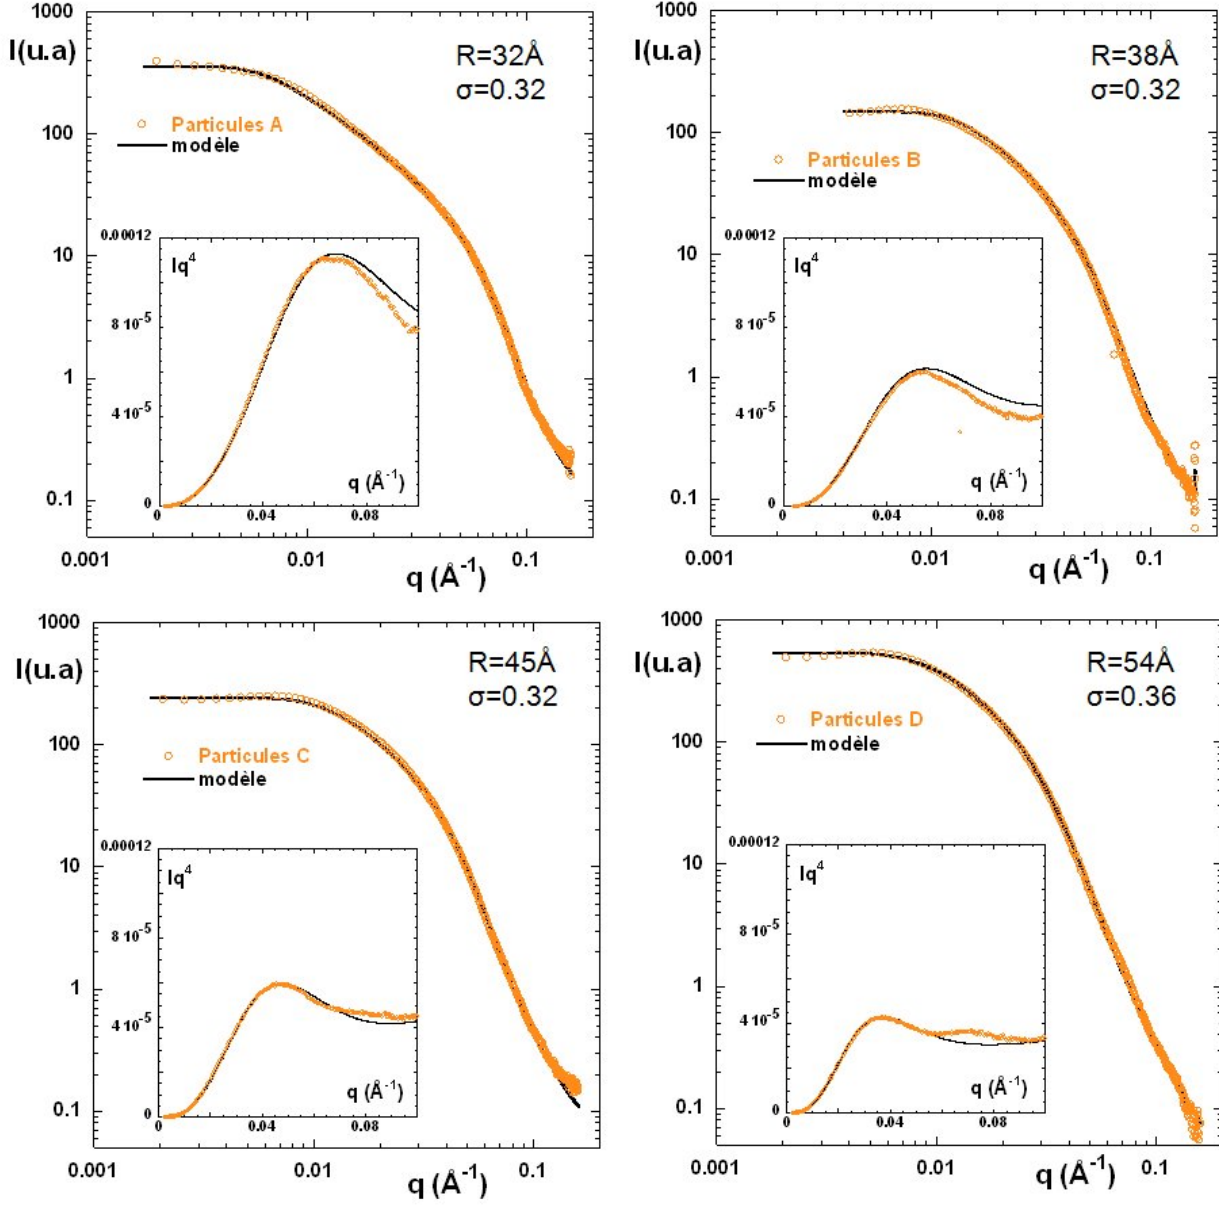 1000
I(u.a)
R=32Å
σ=0.32
Particules A
modèle
100
10
1
0.1
0.00012
Iq⁴
8 10⁻⁵
4 10⁻⁵
0
q (Å⁻¹)
0 0.04 0.08
0.001 0.01 0.1
q (Å⁻¹)
1000
I(u.a)
R=38Å
σ=0.32
Particules B
modèle
100
10
1
0.1
0.00012
Iq⁴
8 10⁻⁵
4 10⁻⁵
0
q (Å⁻¹)
0 0.04 0.08
0.001 0.01 0.1
q (Å⁻¹)
1000
I(u.a)
R=45Å
σ=0.32
Particules C
modèle
100
10
1
0.1
0.00012
Iq⁴
8 10⁻⁵
4 10⁻⁵
0
q (Å⁻¹)
0 0.04 0.08
0.001 0.01 0.1
q (Å⁻¹)
1000
I(u.a)
R=54Å
σ=0.36
Particules D
modèle
100
10
1
0.1
0.00012
Iq⁴
8 10⁻⁵
4 10⁻⁵
0
q (Å⁻¹)
0 0.04 0.08
0.001 0.01 0.1
q (Å⁻¹)